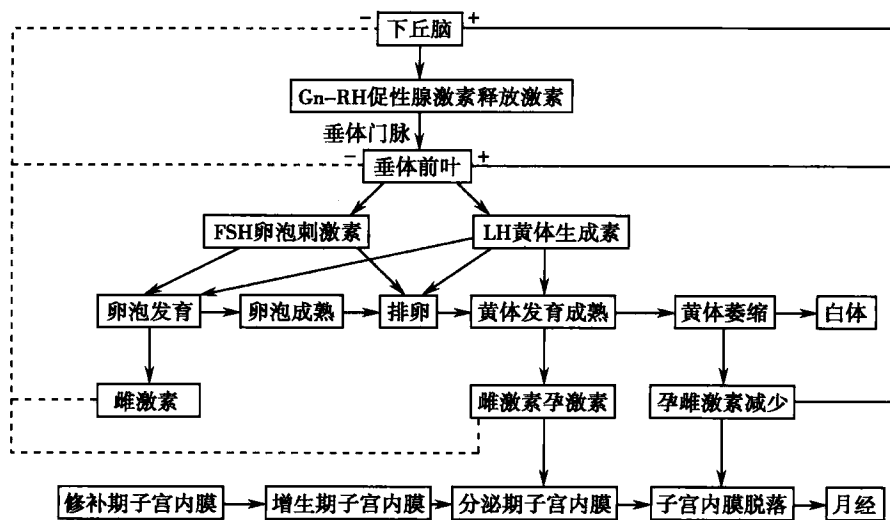 − 下丘脑 +
Gn-RH促性腺激素释放激素
垂体门脉
− 垂体前叶 +
FSH卵泡刺激素 LH黄体生成素
卵泡发育 卵泡成熟 排卵 黄体发育成熟 黄体萎缩 白体
雌激素 雌激素孕激素 孕雌激素减少
修补期子宫内膜 增生期子宫内膜 分泌期子宫内膜 子宫内膜脱落 月经